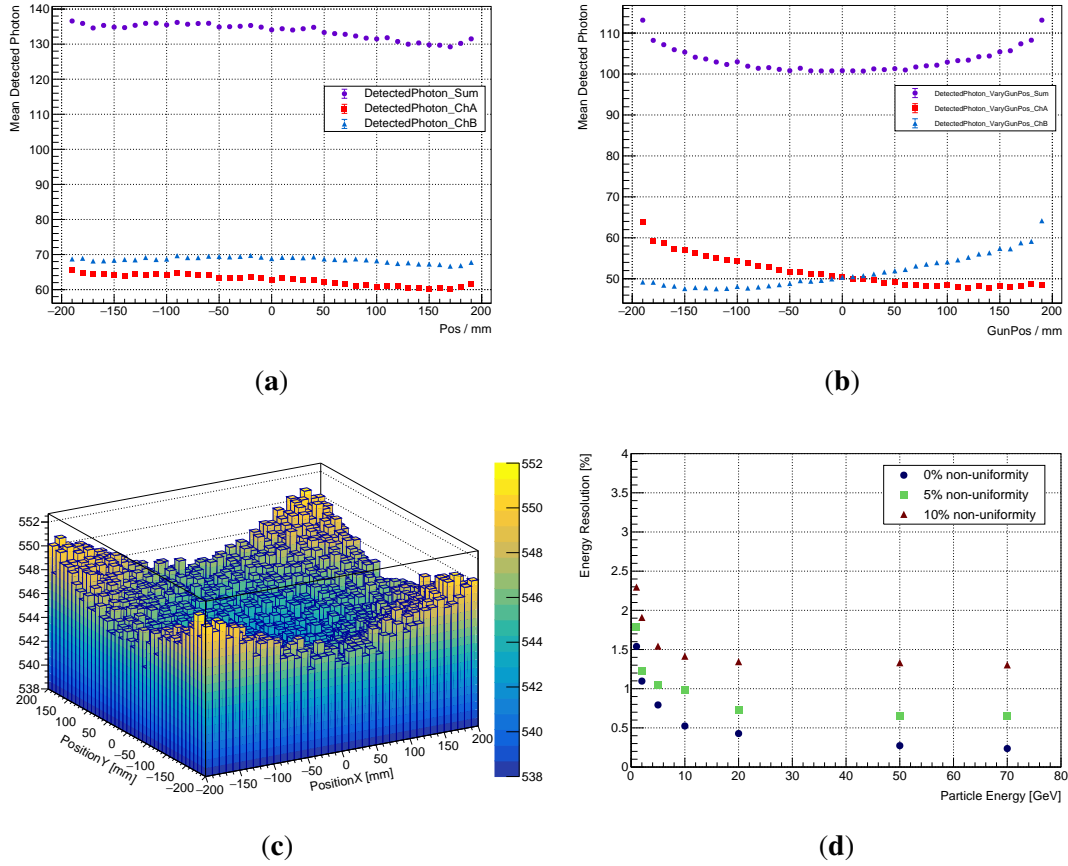 Mean Detected Photon
140
130
120
110
100
90
80
70
60
DetectedPhoton_Sum
DetectedPhoton_ChA
DetectedPhoton_ChB
−200 −150 −100 −50 0 50 100 150 200
Pos / mm
(a)
Mean Detected Photon
110
100
90
80
70
60
50
DetectedPhoton_VaryGunPos_Sum
DetectedPhoton_VaryGunPos_ChA
DetectedPhoton_VaryGunPos_ChB
−200 −150 −100 −50 0 50 100 150 200
GunPos / mm
(b)
552
550
548
546
544
542
540
538
200
150
100
50
0
−50
−100
−150
−200
PositionY [mm]
−200 −150 −100 −50 0 50 100 150 200
PositionX [mm]
552
550
548
546
544
542
540
538
(c)
Energy Resolution [%]
4
3.5
3
2.5
2
1.5
1
0.5
0
0% non-uniformity
5% non-uniformity
10% non-uniformity
0 10 20 30 40 50 60 70 80
Particle Energy [GeV]
(d)